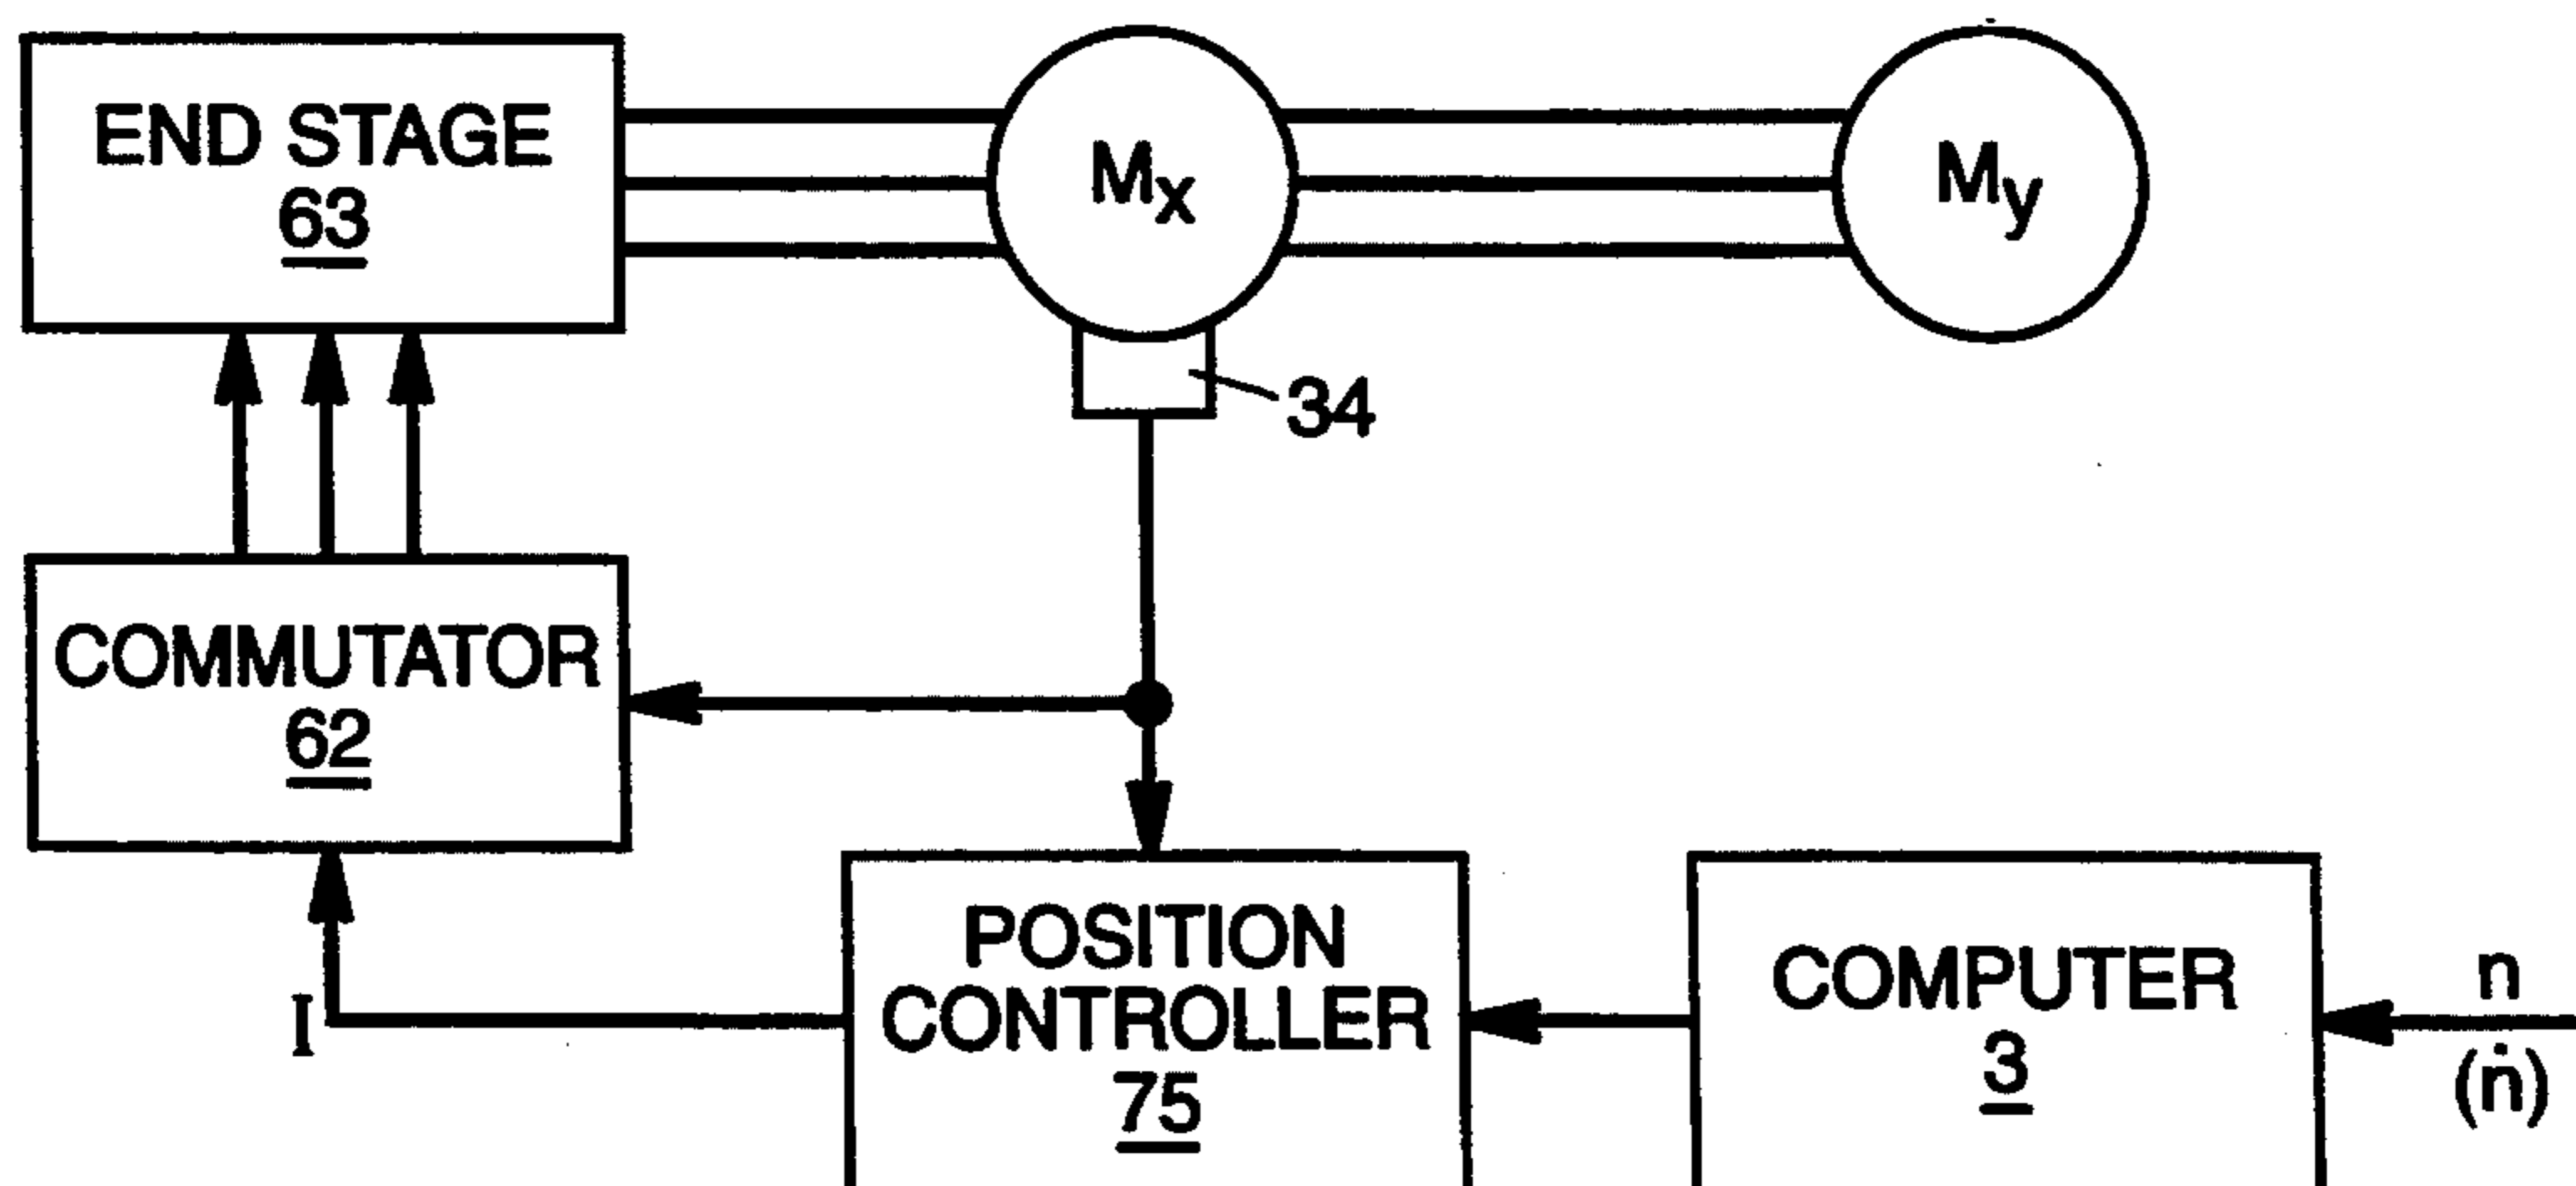 END STAGE
63
Mx
My
34
COMMUTATOR
62
I
POSITION
CONTROLLER
75
COMPUTER
3
n
(ṅ)